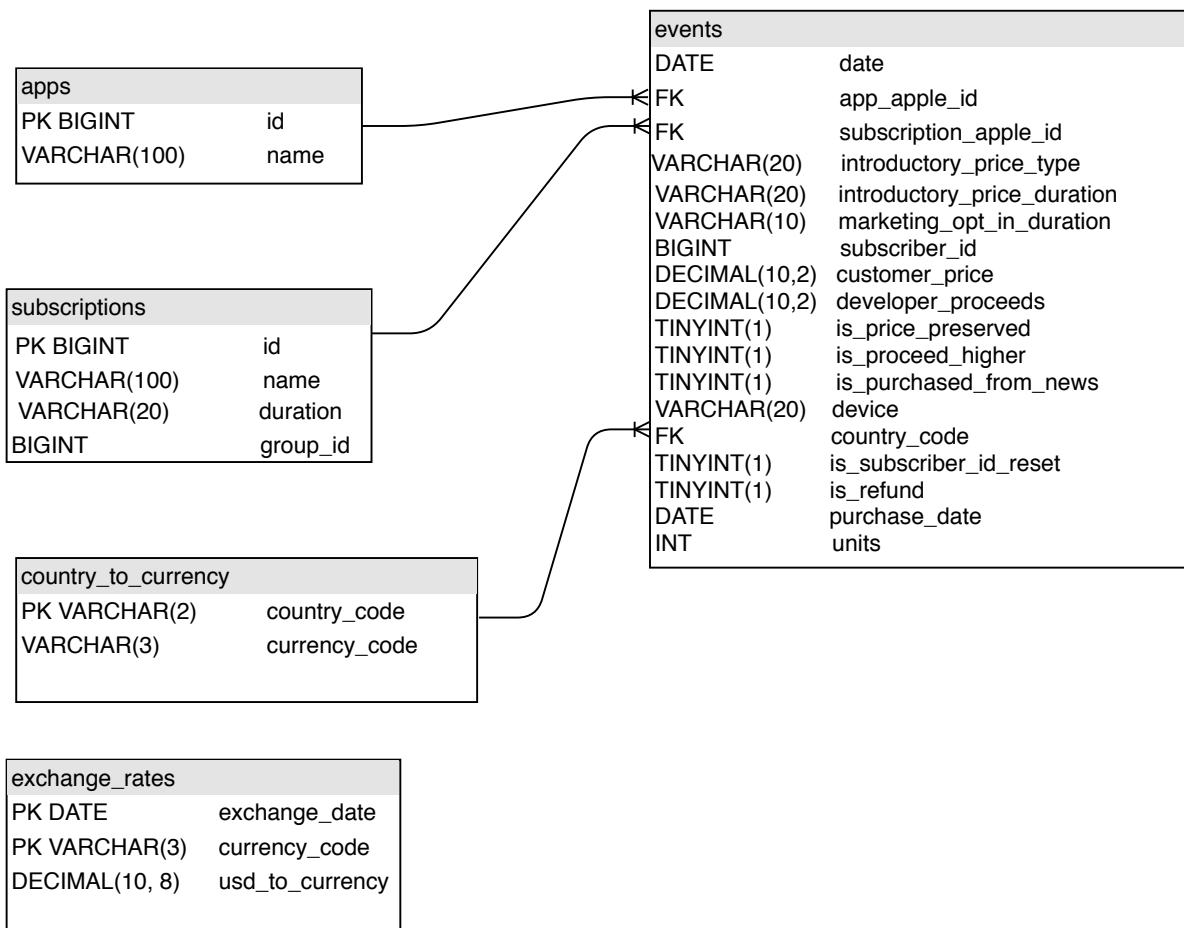 apps
PK BIGINT id
VARCHAR(100) name
subscriptions
PK BIGINT id
VARCHAR(100) name
VARCHAR(20) duration
BIGINT group_id
country_to_currency
PK VARCHAR(2) country_code
VARCHAR(3) currency_code
exchange_rates
PK DATE exchange_date
PK VARCHAR(3) currency_code
DECIMAL(10, 8) usd_to_currency
events
DATE date
FK app_apple_id
FK subscription_apple_id
VARCHAR(20) introductory_price_type
VARCHAR(20) introductory_price_duration
VARCHAR(10) marketing_opt_in_duration
BIGINT subscriber_id
DECIMAL(10,2) customer_price
DECIMAL(10,2) developer_proceeds
TINYINT(1) is_price_preserved
TINYINT(1) is_proceed_higher
TINYINT(1) is_purchased_from_news
VARCHAR(20) device
FK country_code
TINYINT(1) is_subscriber_id_reset
TINYINT(1) is_refund
DATE purchase_date
INT units